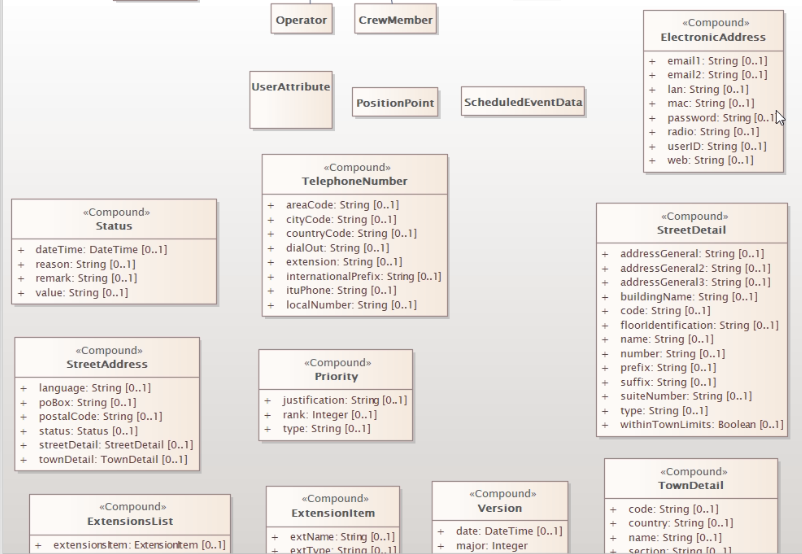 Operator
CrewMember
«Compound»
ElectronicAddress
+ email1: String [0..1]
+ email2: String [0..1]
+ lan: String [0..1]
+ mac: String [0..1]
+ password: String [0..1]
+ radio: String [0..1]
+ userID: String [0..1]
+ web: String [0..1]
UserAttribute
PositionPoint
ScheduledEventData
«Compound»
TelephoneNumber
+ areaCode: String [0..1]
+ cityCode: String [0..1]
+ countryCode: String [0..1]
+ dialOut: String [0..1]
+ extension: String [0..1]
+ internationalPrefix: String [0..1]
+ ituPhone: String [0..1]
+ localNumber: String [0..1]
«Compound»
Status
+ dateTime: DateTime [0..1]
+ reason: String [0..1]
+ remark: String [0..1]
+ value: String [0..1]
«Compound»
StreetDetail
+ addressGeneral: String [0..1]
+ addressGeneral2: String [0..1]
+ addressGeneral3: String [0..1]
+ buildingName: String [0..1]
+ code: String [0..1]
+ floorIdentification: String [0..1]
+ name: String [0..1]
+ number: String [0..1]
+ prefix: String [0..1]
+ suffix: String [0..1]
+ suiteNumber: String [0..1]
+ type: String [0..1]
+ withinTownLimits: Boolean [0..1]
«Compound»
StreetAddress
+ language: String [0..1]
+ poBox: String [0..1]
+ postalCode: String [0..1]
+ status: Status [0..1]
+ streetDetail: StreetDetail [0..1]
+ townDetail: TownDetail [0..1]
«Compound»
Priority
+ justification: String [0..1]
+ rank: Integer [0..1]
+ type: String [0..1]
«Compound»
ExtensionsList
+ extensionsItem: ExtensionItem [0..1]
«Compound»
ExtensionItem
+ extName: String [0..1]
+ extType: String [0..1]
«Compound»
Version
+ date: DateTime [0..1]
+ major: Integer
«Compound»
TownDetail
+ code: String [0..1]
+ country: String [0..1]
+ name: String [0..1]
+ section: String [0..1]